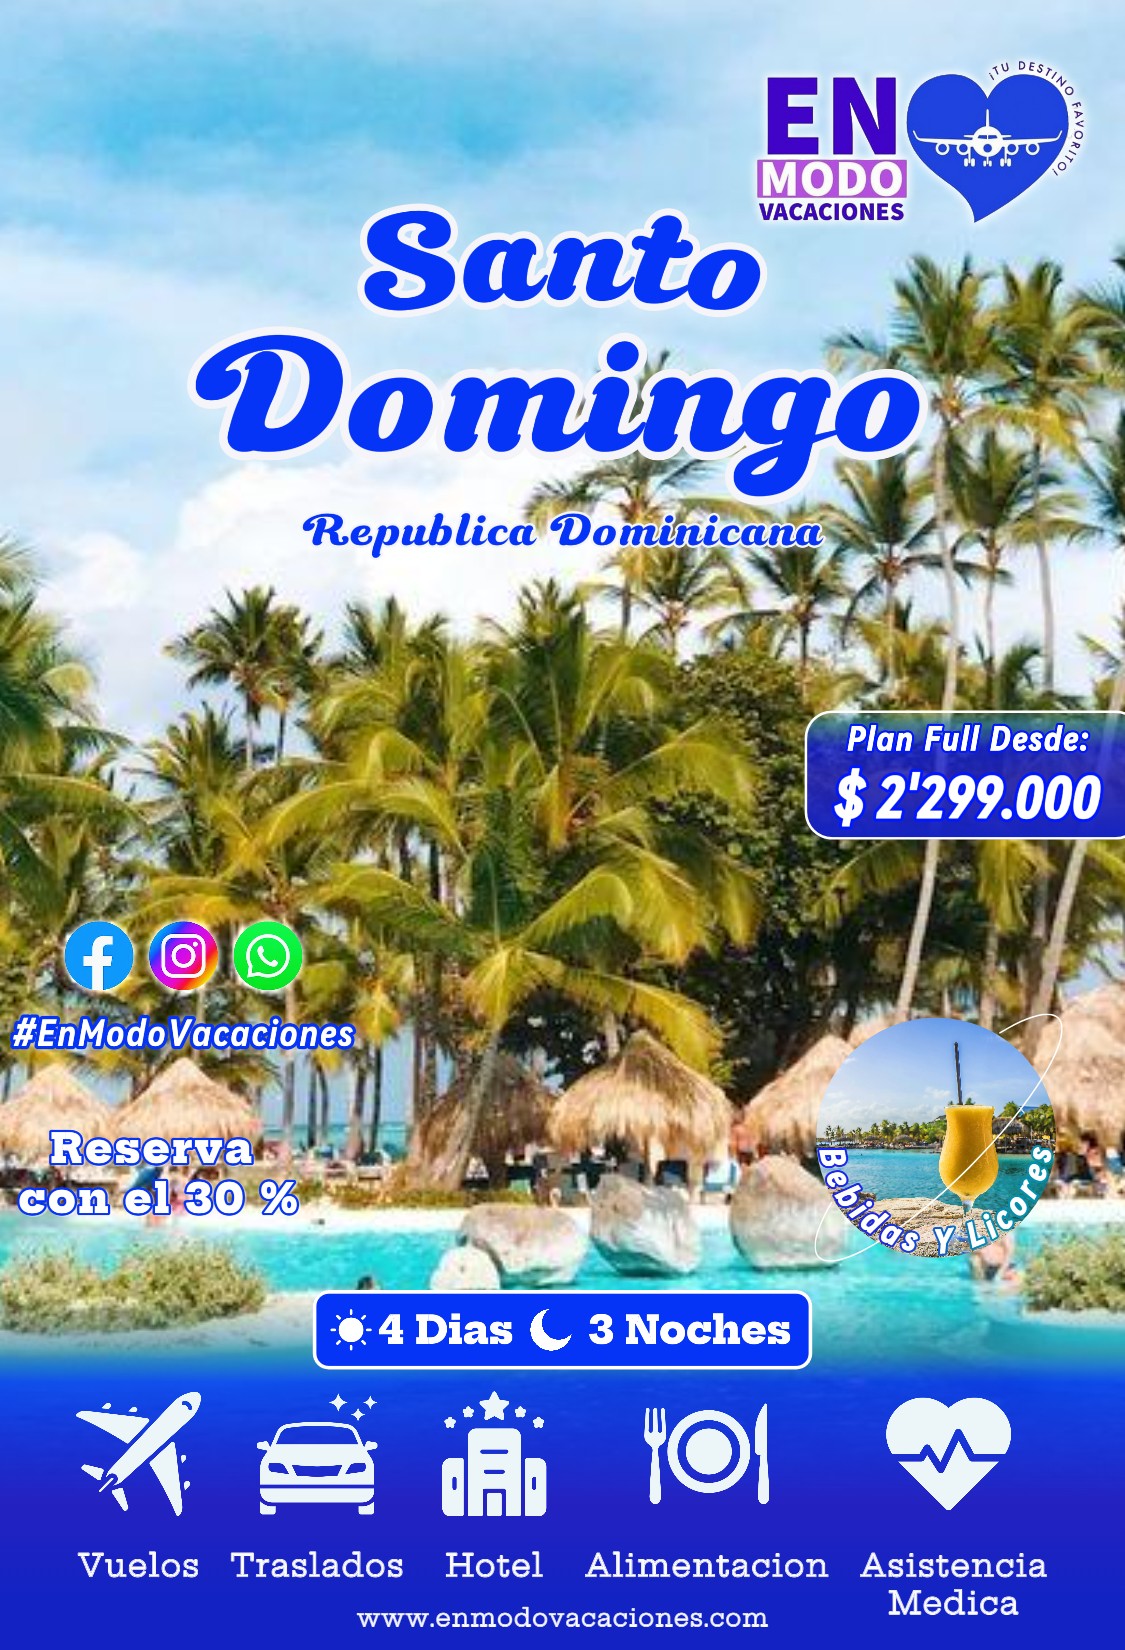 EN
MODO
VACACIONES
¡TU DESTINO FAVORITO!
Santo
Domingo
Republica Dominicana
Plan Full Desde:
$ 2'299.000
#EnModoVacaciones
Reserva
con el 30 %
Bebidas Y Licores
4 Dias 3 Noches
Vuelos Traslados Hotel Alimentacion Asistencia
Medica
www.enmodovacaciones.com